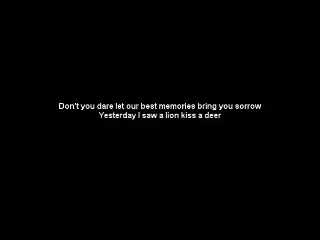 Don't you dare let our best memories bring you sorrow
Yesterday I saw a lion kiss a deer